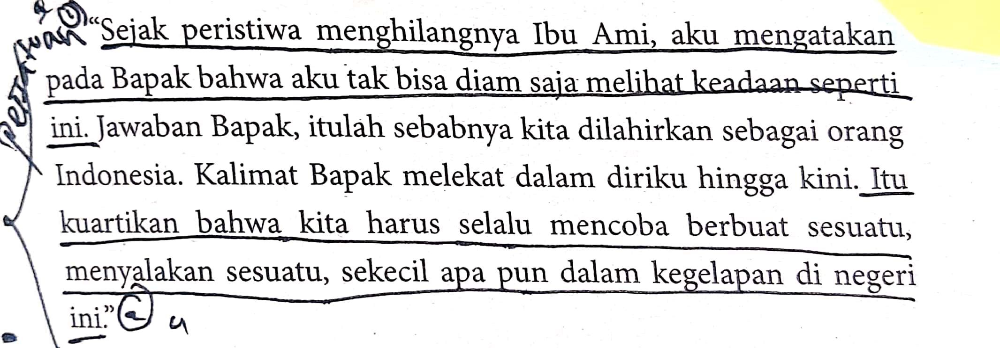 ① “Sejak peristiwa menghilangnya Ibu Ami, aku mengatakan
pada Bapak bahwa aku tak bisa diam saja melihat keadaan seperti
ini. Jawaban Bapak, itulah sebabnya kita dilahirkan sebagai orang
Indonesia. Kalimat Bapak melekat dalam diriku hingga kini. Itu
kuartikan bahwa kita harus selalu mencoba berbuat sesuatu,
menyalakan sesuatu, sekecil apa pun dalam kegelapan di negeri
ini.” ②